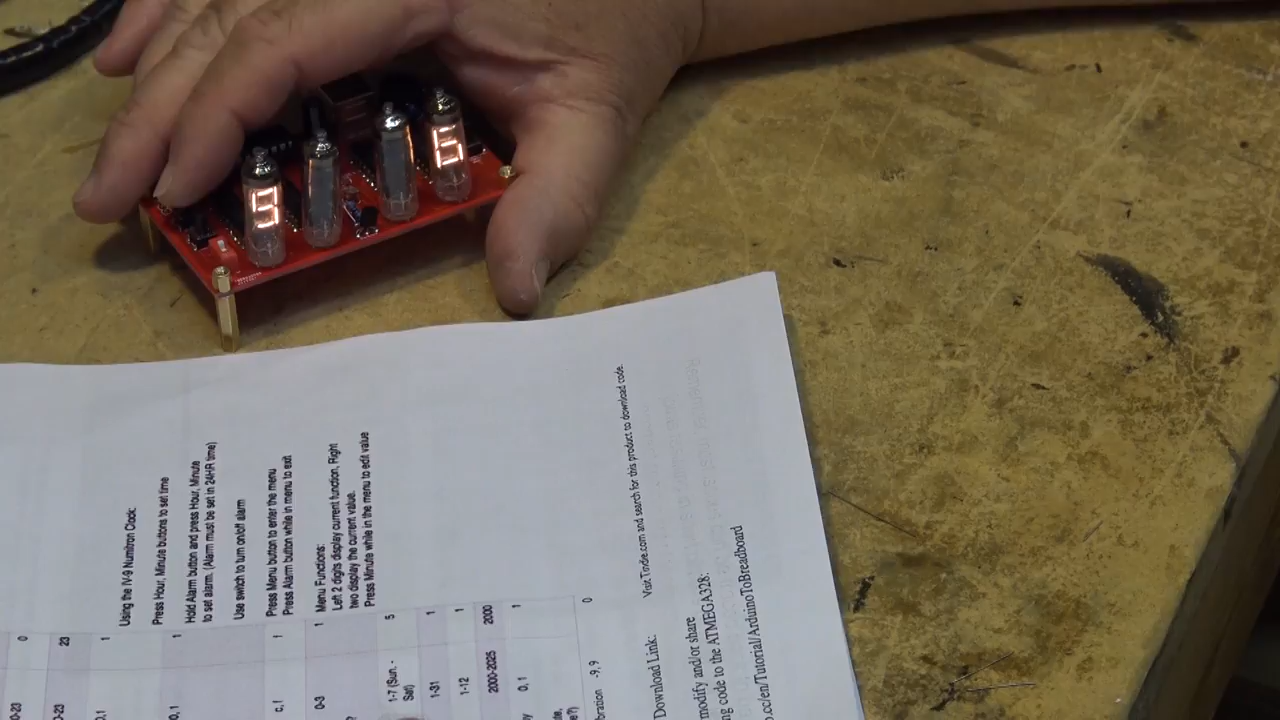 9
6
Using the IV-9 Numitron Clock:
Press Hour, Minute buttons to set time
Hold Alarm button and press Hour, Minute
to set alarm. (Alarm must be set in 24HR time)
Use switch to turn on/off alarm
Press Menu button to enter the menu
Press Alarm button while in menu to exit
Menu Functions:
Left 2 digits display current function, Right
two display the current value.
Press Minute while in the menu to edit value
0-23 0
0-23 23
0,1 1
0,1 1
c,f f
0-3 1
1-7 (Sun. - 5
Sat)
1-31 1
1-12 1
2000-2025 2000
0, 1 1
-9, 9 0
Download Link: Visit Tindie.com and search for this product to download code.
modify and/or share
code to the ATMEGA328:
/en/Tutorial/ArduinoToBreadboard